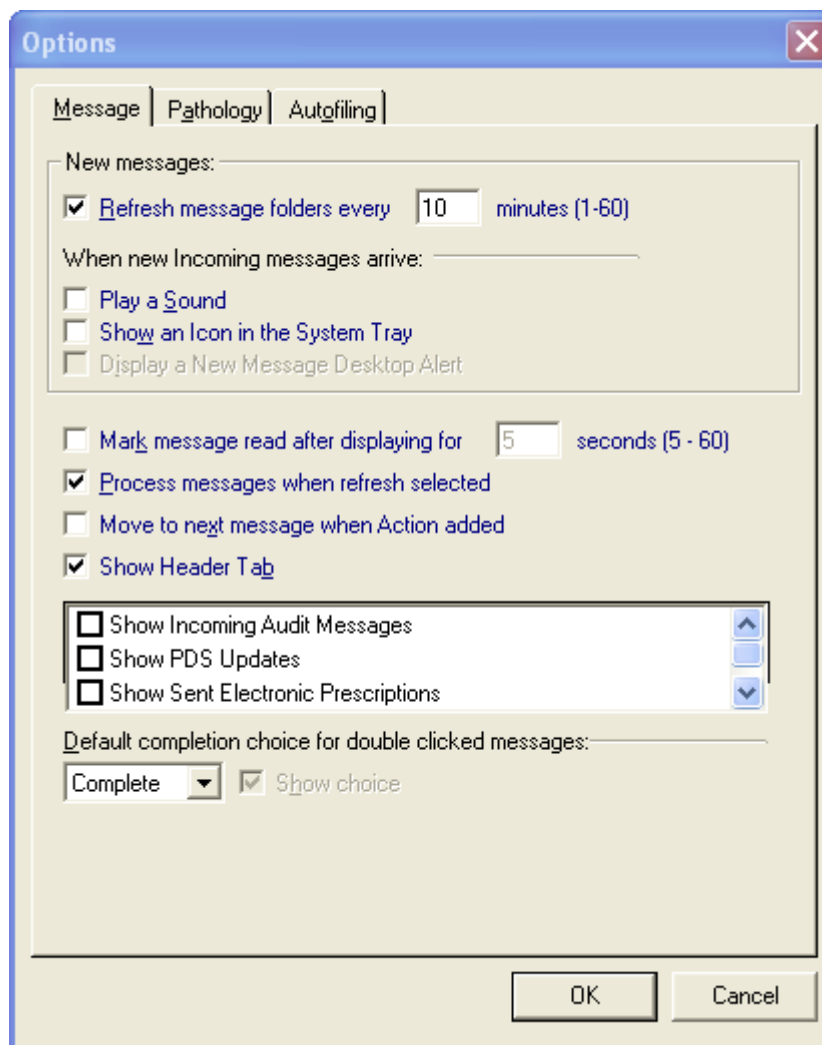 Options
Message Pathology Autofiling
New messages:
Refresh message folders every 10 minutes (1-60)
When new Incoming messages arrive:
Play a Sound
Show an Icon in the System Tray
Display a New Message Desktop Alert
Mark message read after displaying for 5 seconds (5 - 60)
Process messages when refresh selected
Move to next message when Action added
Show Header Tab
Show Incoming Audit Messages
Show PDS Updates
Show Sent Electronic Prescriptions
Default completion choice for double clicked messages:
Complete Show choice
OK Cancel